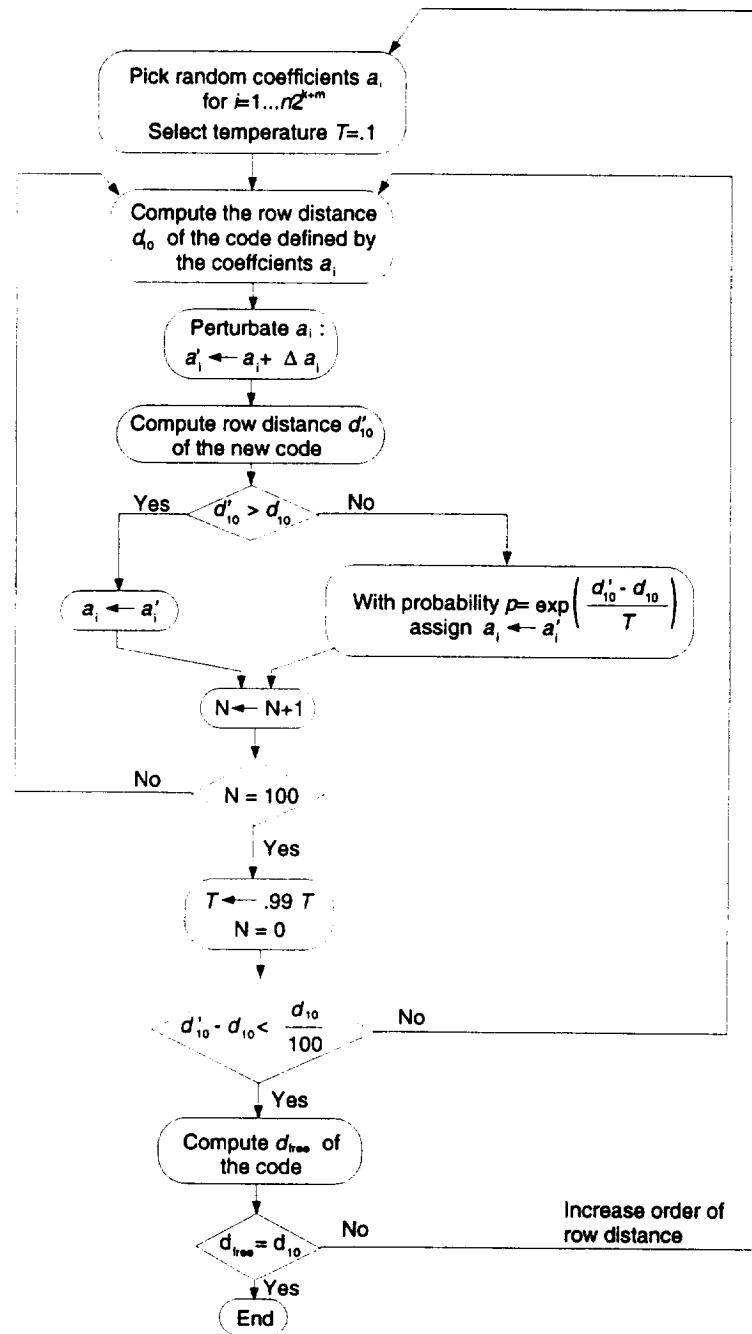 Pick random coefficients a_i
for i=1...n2^{k+m}
Select temperature T=.1
Compute the row distance
d_10 of the code defined by
the coeffcients a_i
Perturbate a_i :
a'_i ← a_i + Δ a_i
Compute row distance d'_10
of the new code
Yes
d'_10 > d_10
No
a_i ← a'_i
With probability p= exp( (d'_10 - d_10) / T )
assign a_i ← a'_i
N ← N+1
No
N = 100
Yes
T ← .99 T
N = 0
d'_10 - d_10 < d_10 / 100
No
Yes
Compute d_free of
the code
Increase order of
row distance
d_free = d_10
No
Yes
End